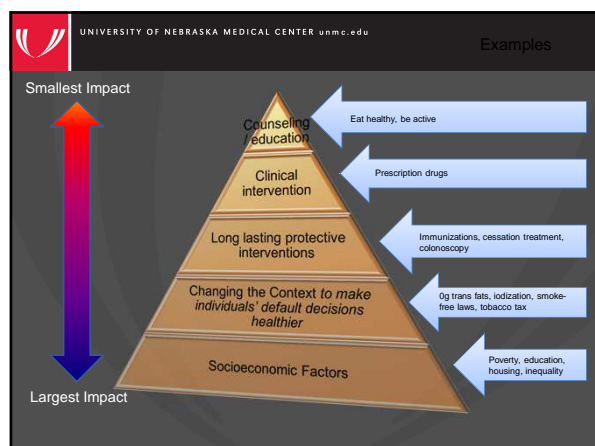 UNIVERSITY OF NEBRASKA MEDICAL CENTER unmc.edu
Examples
Smallest Impact
Counseling
/ education
Eat healthy, be active
Clinical
intervention
Prescription drugs
Long lasting protective
interventions
Immunizations, cessation treatment,
colonoscopy
Changing the Context to make
individuals' default decisions
healthier
0g trans fats, iodization, smoke-
free laws, tobacco tax
Socioeconomic Factors
Poverty, education,
housing, inequality
Largest Impact